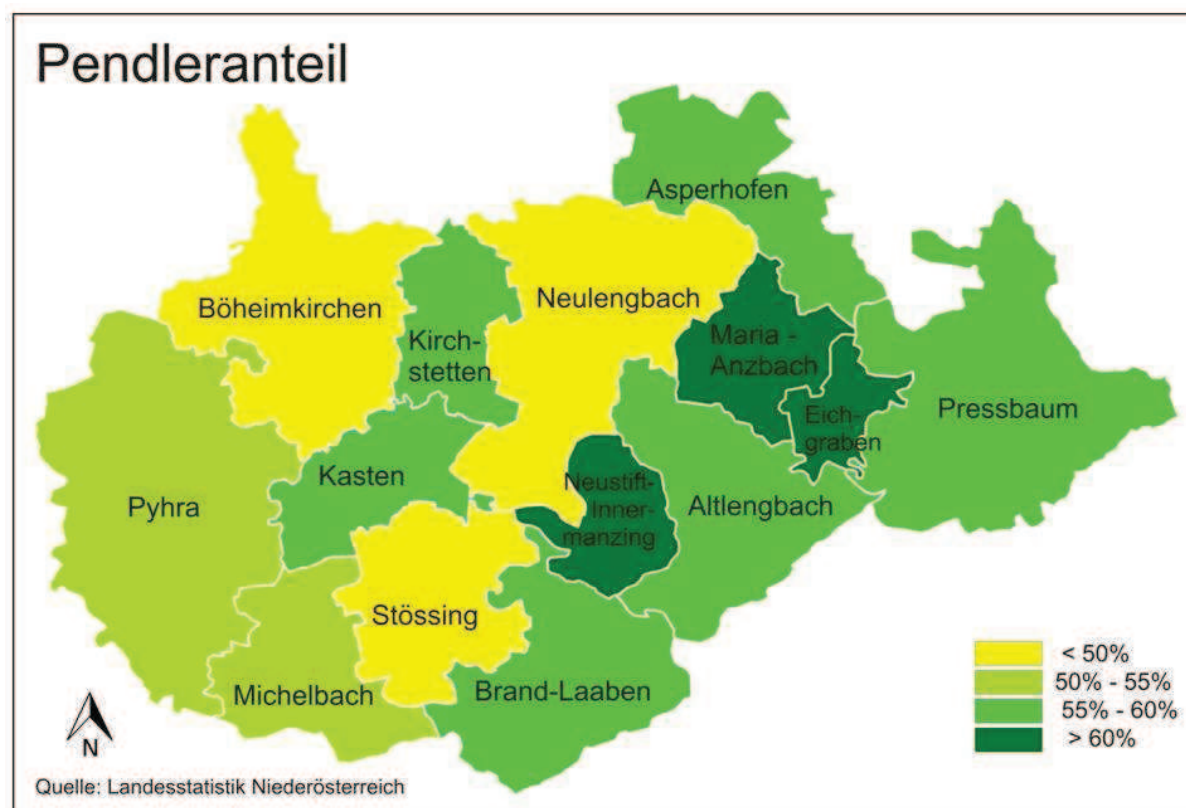 Pendleranteil
Asperhofen
Böheimkirchen
Neulengbach
Kirch-
stetten
Maria -
Anzbach
Eich-
graben
Pressbaum
Kasten
Pyhra
Neustift-
Inner-
manzing
Altlengbach
Stössing
Michelbach
Brand-Laaben
< 50%
50% - 55%
55% - 60%
> 60%
N
Quelle: Landesstatistik Niederösterreich